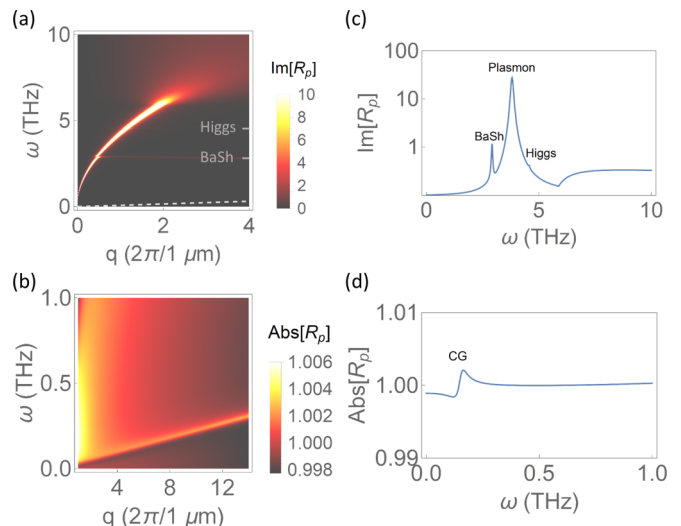 (a)
10
5
0
ω (THz)
Higgs
BaSh
0
2
4
q (2π/1 μm)
Im[Rp]
10
8
6
4
2
0
(c)
100
10
1
Im[Rp]
Plasmon
BaSh
Higgs
0
5
10
ω (THz)
(b)
1.0
0.5
0.0
ω (THz)
4
8
12
q (2π/1 μm)
Abs[Rp]
1.006
1.004
1.002
1.000
0.998
(d)
1.01
1.00
0.99
Abs[Rp]
CG
0.0
0.5
1.0
ω (THz)